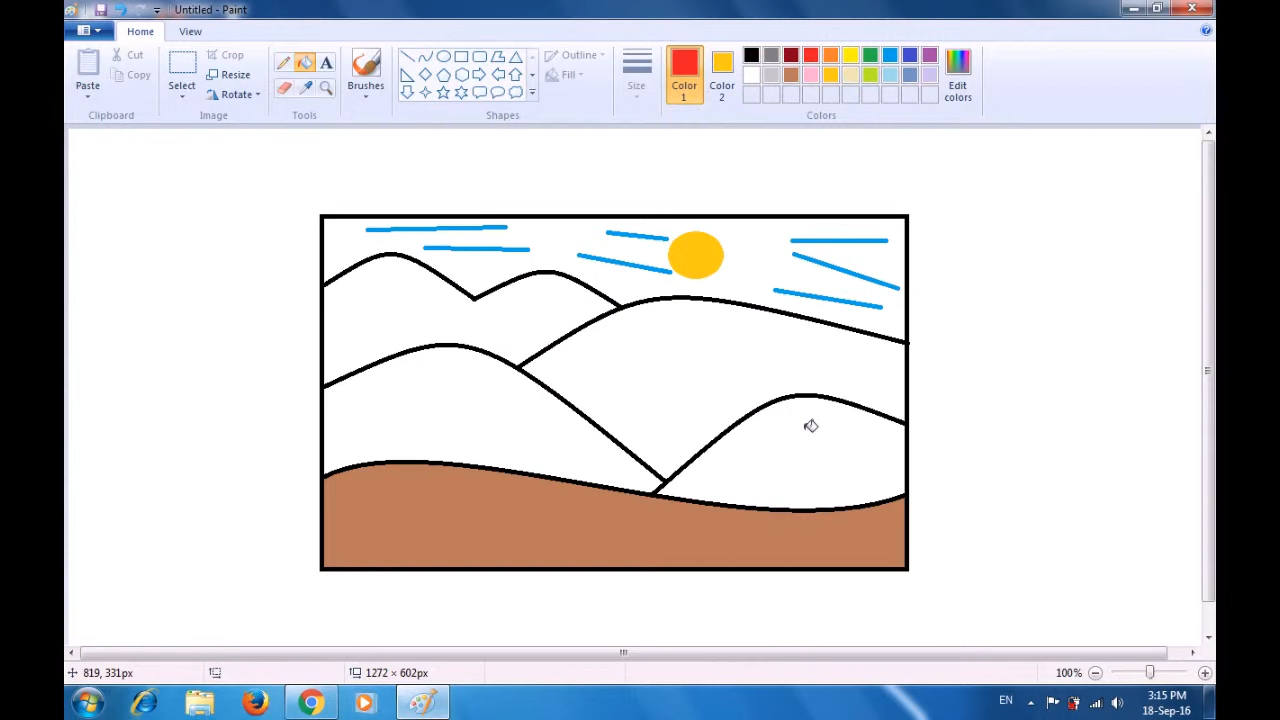 Untitled - Paint
Home View
Paste
Cut
Copy
Clipboard
Select
Crop
Resize
Rotate
Image
A
Tools
Brushes
Outline
Fill
Shapes
Size
Color 1
Color 2
Edit colors
Colors
819, 331px
1272 × 602px
100%
EN
3:15 PM
18-Sep-16